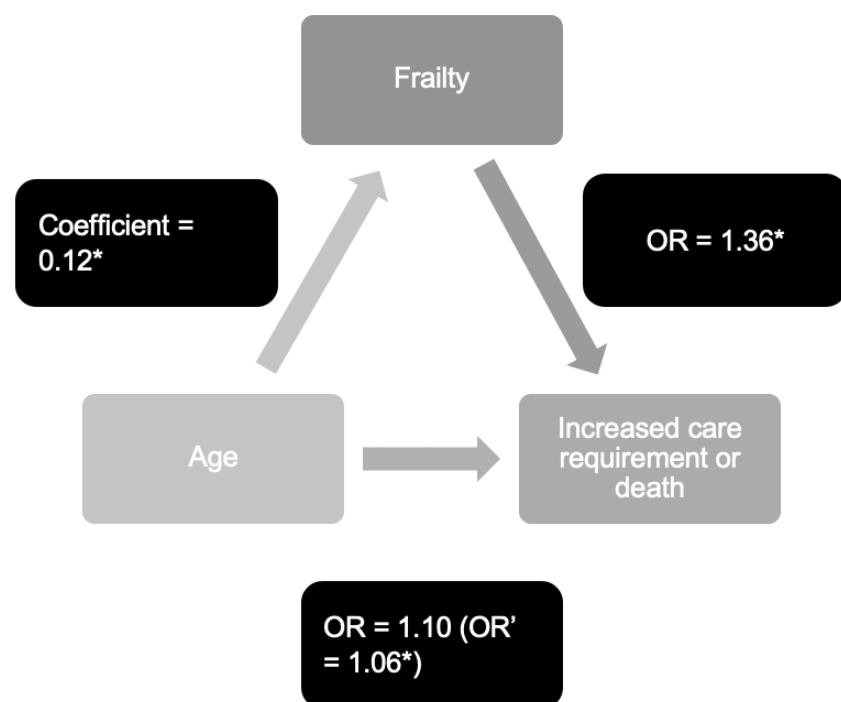 Frailty
Coefficient =
0.12*
OR = 1.36*
Age
Increased care
requirement or
death
OR = 1.10 (OR’
= 1.06*)